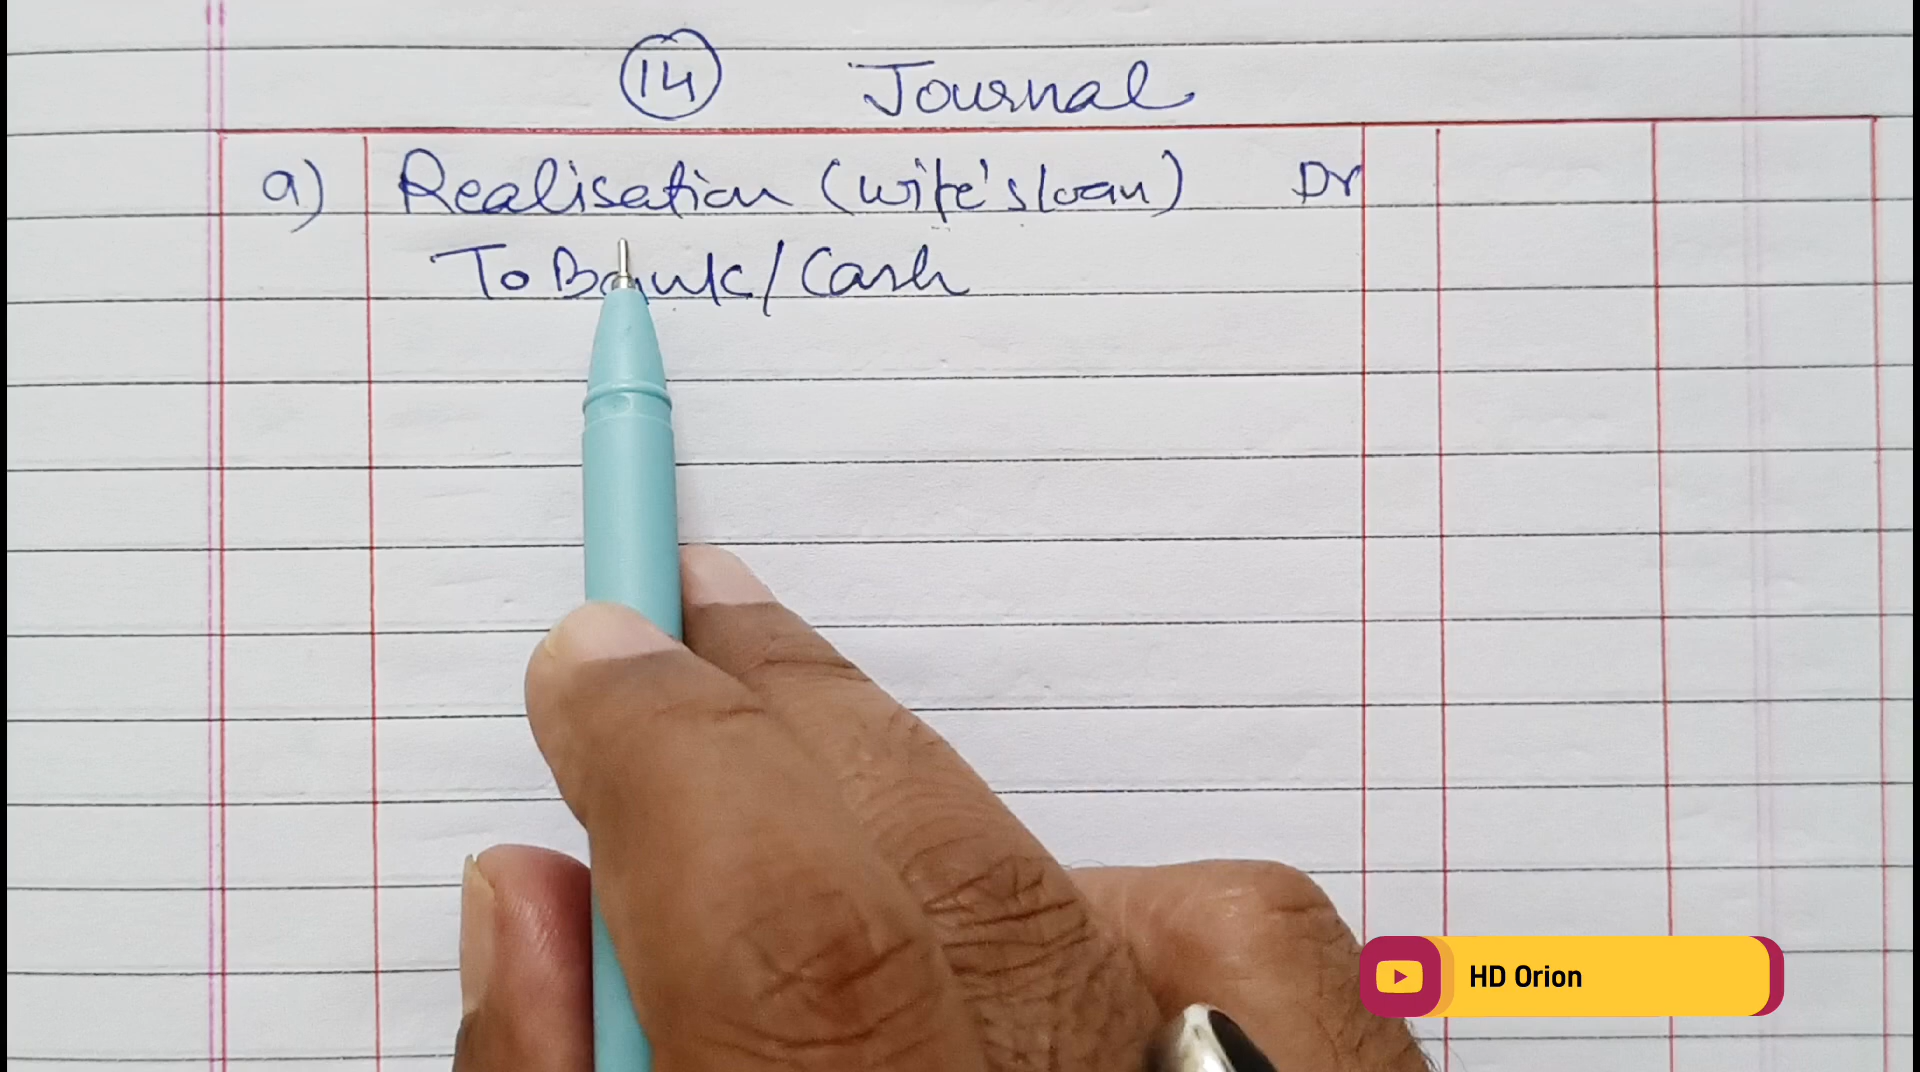 14 Journal
a) Realisation (wife's loan) Dr
To Bank/Cash
HD Orion